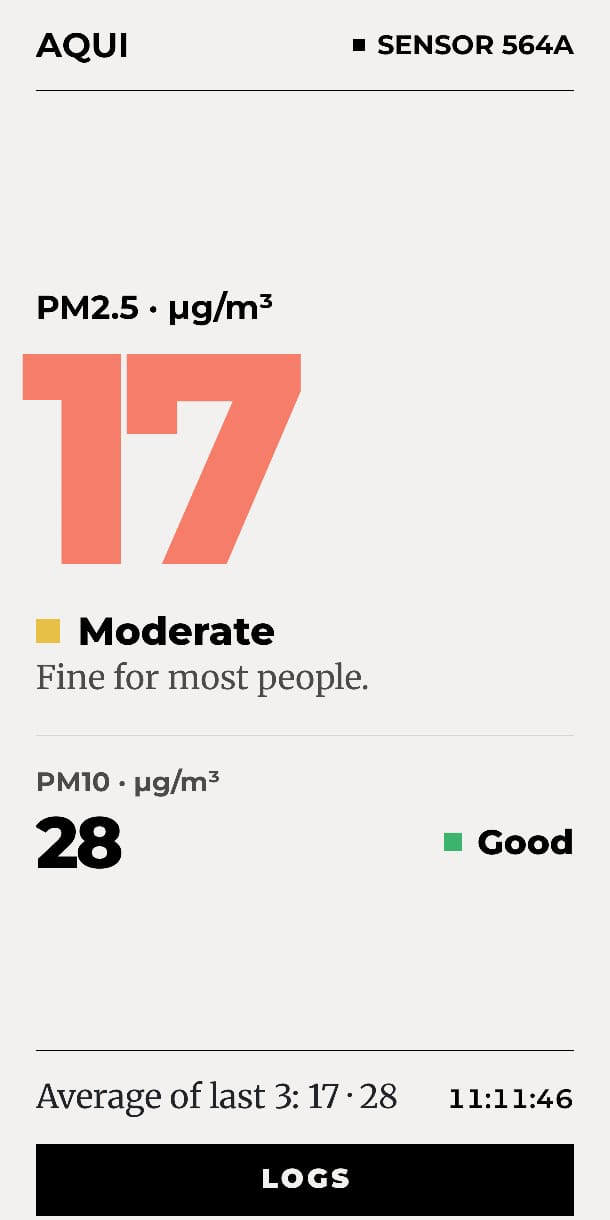 AQUI
SENSOR 564A
PM2.5 · µg/m³
17
Moderate
Fine for most people.
PM10 · µg/m³
28
Good
Average of last 3: 17 · 28
11:11:46
LOGS